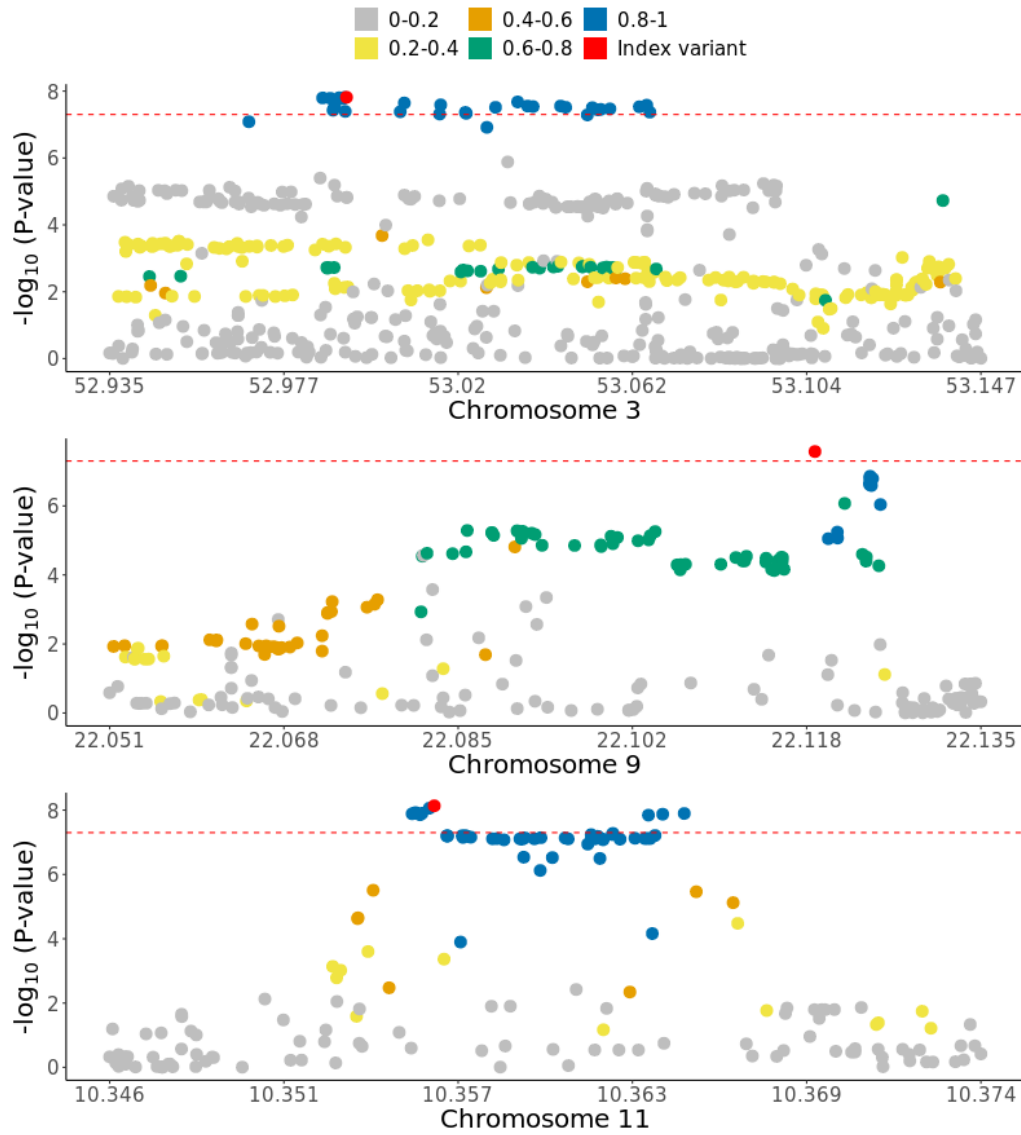 0-0.2 0.4-0.6 0.8-1
0.2-0.4 0.6-0.8 Index variant
8
6
4
2
0
-log10 (P-value)
52.935 52.977 53.02 53.062 53.104 53.147
Chromosome 3
6
4
2
0
-log10 (P-value)
22.051 22.068 22.085 22.102 22.118 22.135
Chromosome 9
8
6
4
2
0
-log10 (P-value)
10.346 10.351 10.357 10.363 10.369 10.374
Chromosome 11